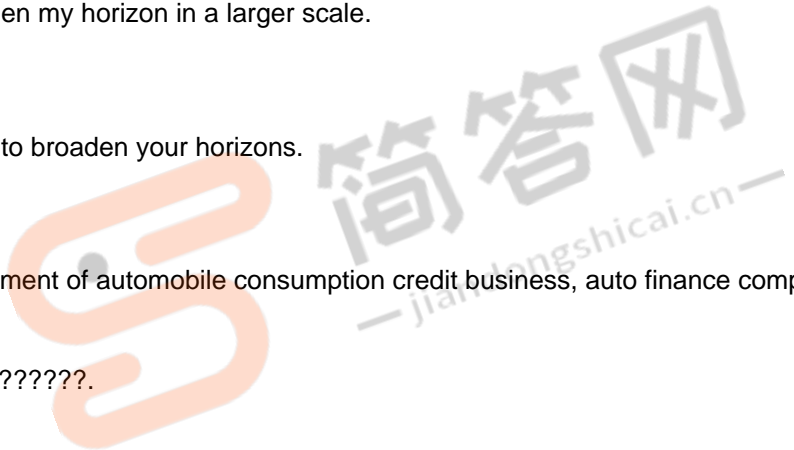 en my horizon in a larger scale.
to broaden your horizons.
简答网
— jiandongshicai.cn —
ment of automobile consumption credit business, auto finance comp
??????.